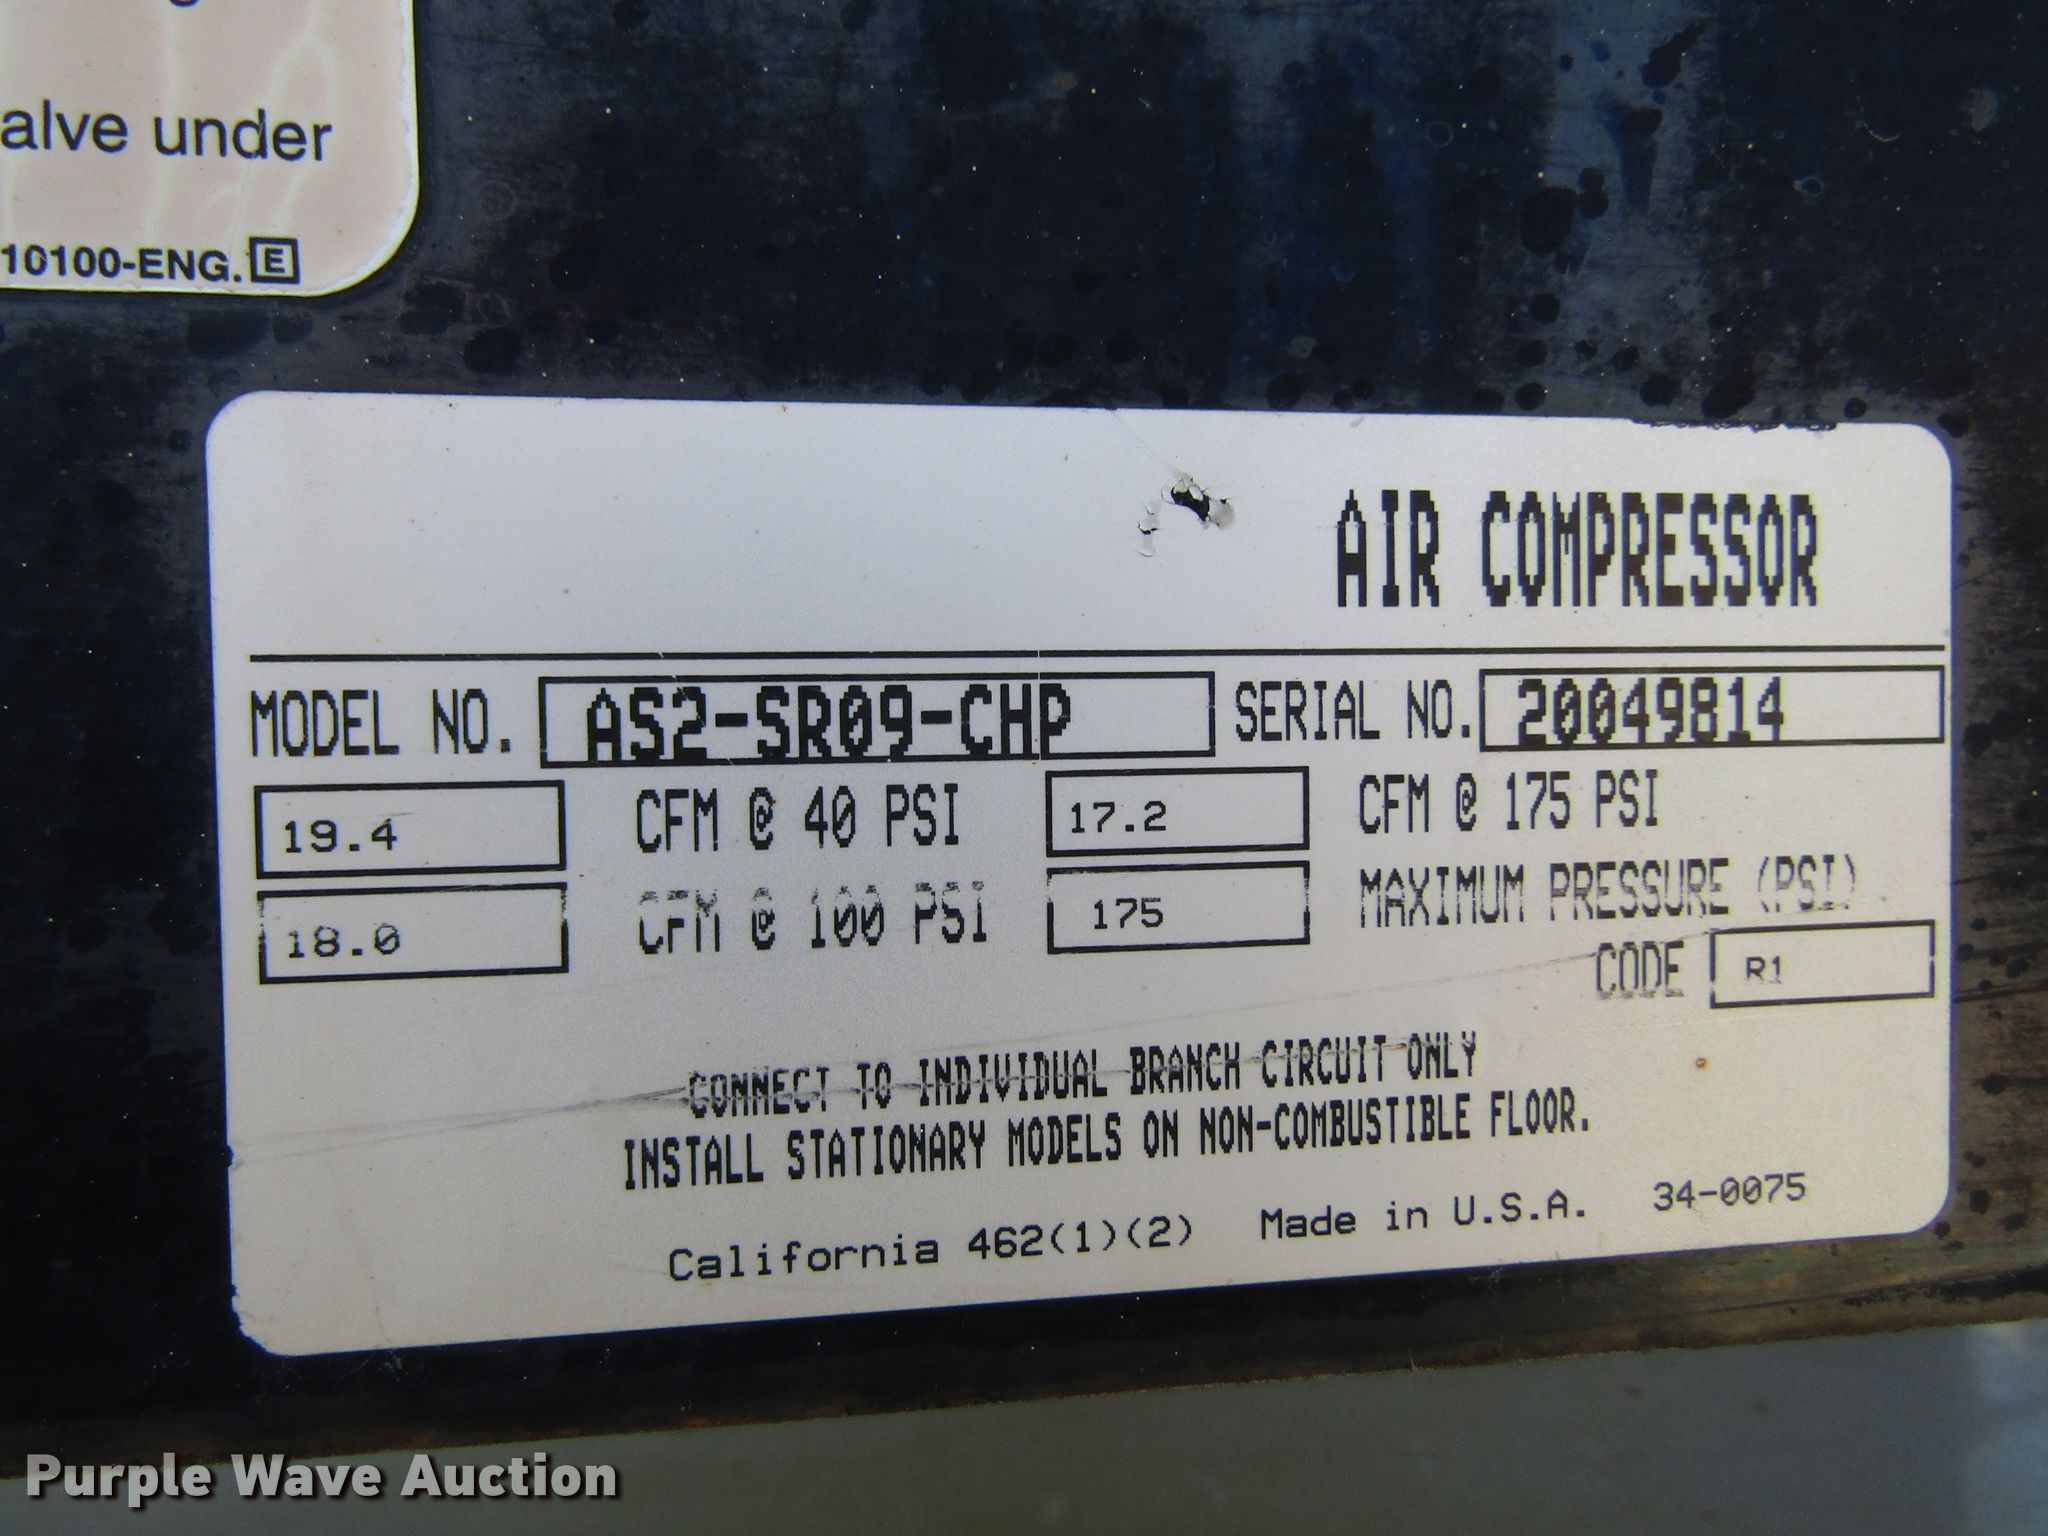 alve under
10100-ENG. E
AIR COMPRESSOR
MODEL NO. AS2-SR09-CHP SERIAL NO. 20049814
19.4 CFM @ 40 PSI 17.2 CFM @ 175 PSI
18.0 CFM @ 100 PSI 175 MAXIMUM PRESSURE (PSI)
CODE R1
CONNECT TO INDIVIDUAL BRANCH CIRCUIT ONLY
INSTALL STATIONARY MODELS ON NON-COMBUSTIBLE FLOOR.
California 462(1)(2) Made in U.S.A. 34-0075
Purple Wave Auction